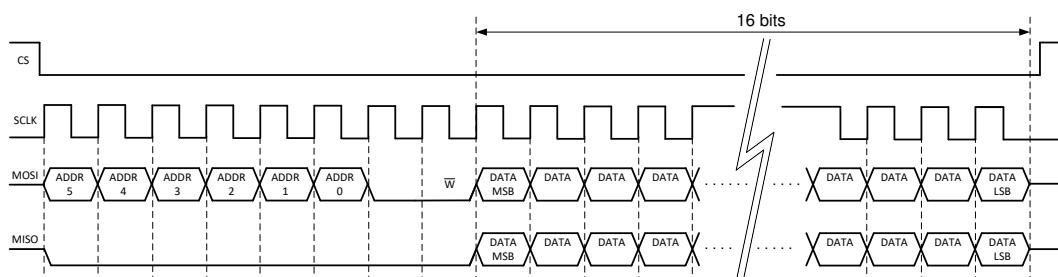 16 bits
CS
SCLK
MOSI ADDR 5 ADDR 4 ADDR 3 ADDR 2 ADDR 1 ADDR 0 W̅ DATA MSB DATA DATA DATA DATA DATA DATA DATA LSB
MISO DATA MSB DATA DATA DATA DATA DATA DATA DATA LSB